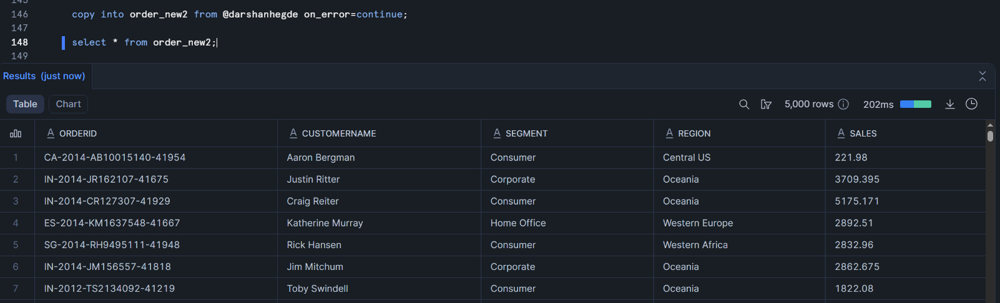 145
146 copy into order_new2 from @darshanhegde on_error=continue;
147
148 select * from order_new2;
149
Results (just now)
Table Chart 5,000 rows 202ms
A ORDERID A CUSTOMERNAME A SEGMENT A REGION A SALES
1 CA-2014-AB10015140-41954 Aaron Bergman Consumer Central US 221.98
2 IN-2014-JR162107-41675 Justin Ritter Corporate Oceania 3709.395
3 IN-2014-CR127307-41929 Craig Reiter Consumer Oceania 5175.171
4 ES-2014-KM1637548-41667 Katherine Murray Home Office Western Europe 2892.51
5 SG-2014-RH9495111-41948 Rick Hansen Consumer Western Africa 2832.96
6 IN-2014-JM156557-41818 Jim Mitchum Corporate Oceania 2862.675
7 IN-2012-TS2134092-41219 Toby Swindell Consumer Oceania 1822.08